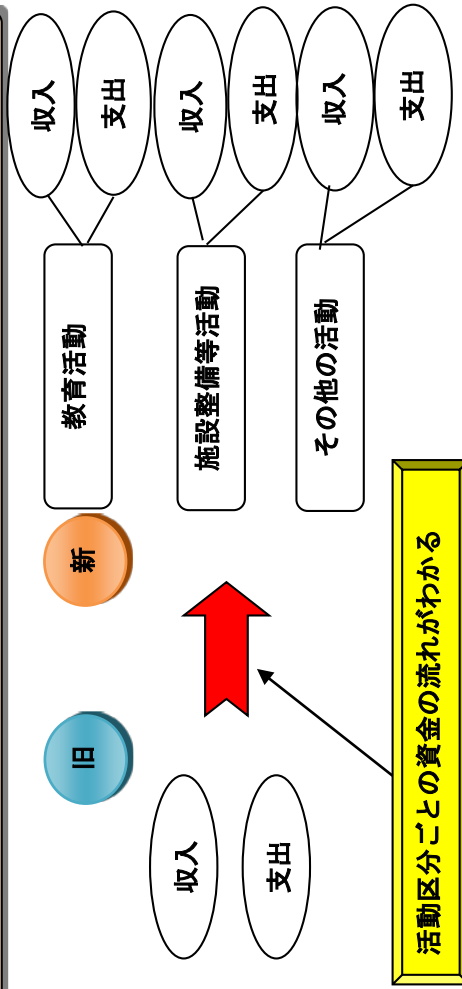 旧
収入
支出
新
教育活動
収入
支出
施設整備等活動
収入
支出
その他の活動
収入
支出
活動区分ごとの資金の流れがわかる